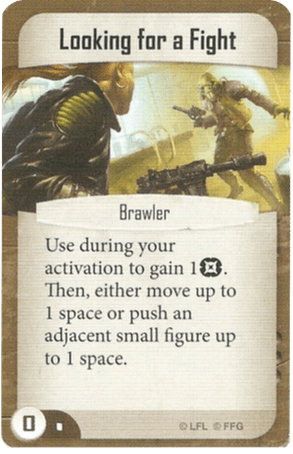 Looking for a Fight
Brawler
Use during your
activation to gain 1.
Then, either move up to
1 space or push an
adjacent small figure up
to 1 space.
0
© LFL © FFG